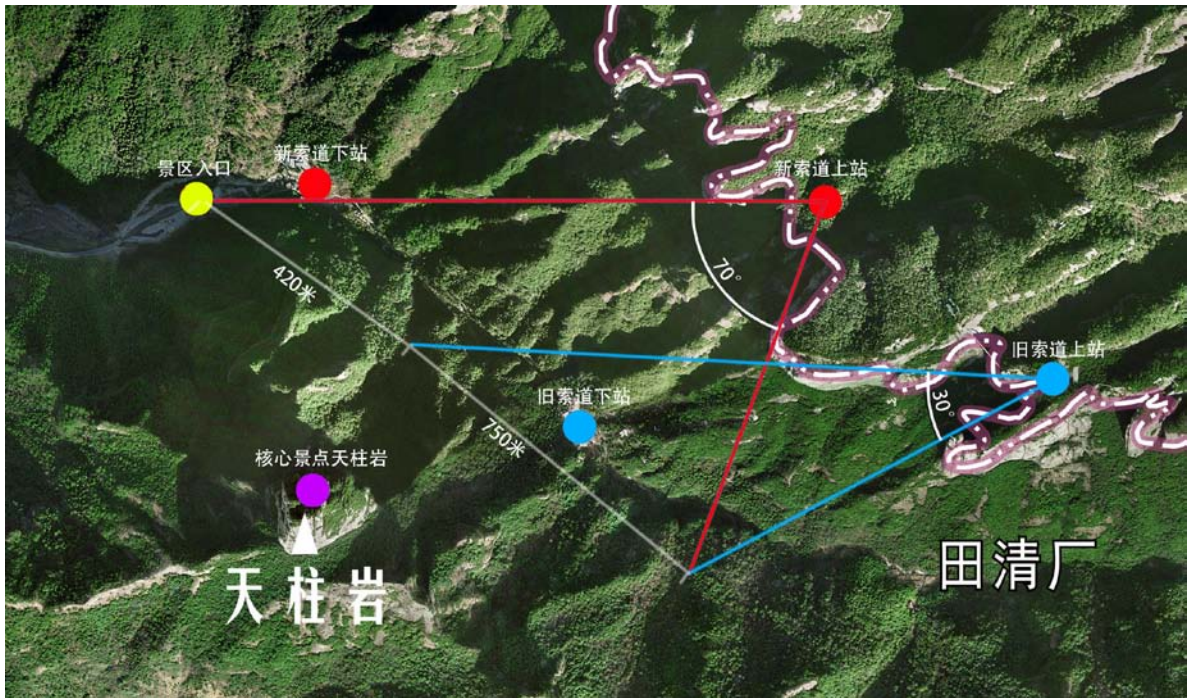 景区入口
新索道下站
新索道上站
420米
70°
旧索道上站
旧索道下站
30°
750米
核心景点天柱岩
田清厂
天柱岩